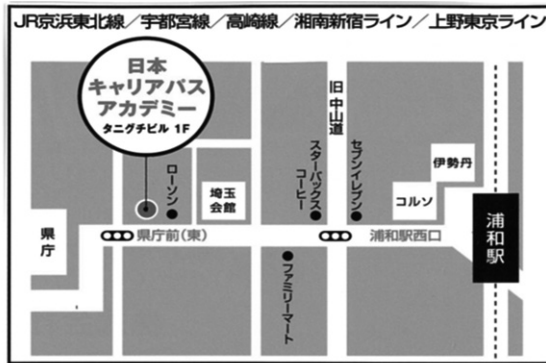 JR京浜東北線／宇都宮線／高崎線／湘南新宿ライン／上野東京ライン
日本
キャリアパス
アカデミー
タニグチビル 1F
旧中山道
ローソン
埼玉
会館
スターバックス
コーヒー
セブンイレブン
伊勢丹
コルソ
県庁
県庁前(東)
浦和駅西口
浦和駅
ファミリーマート